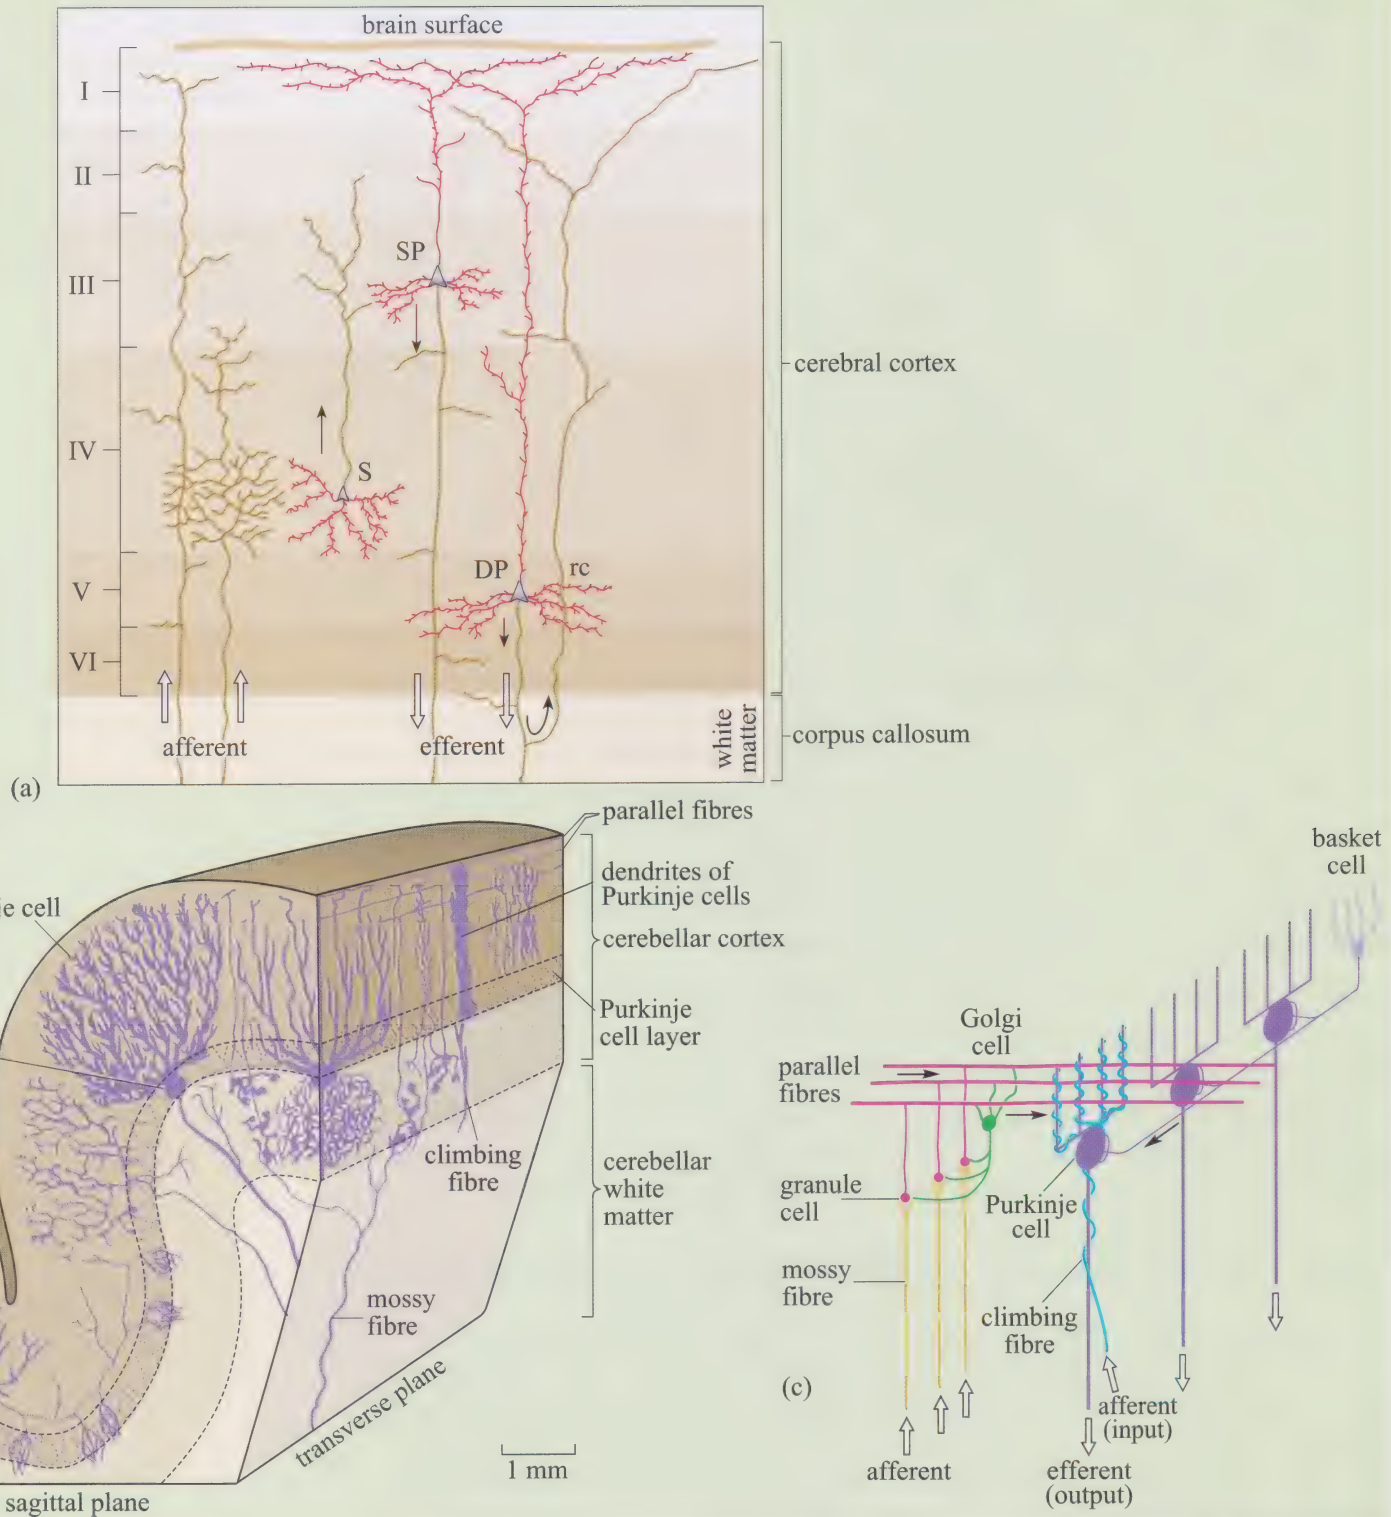 brain surface
I
II
III
IV
V
VI
SP
S
DP
rc
afferent
efferent
white
matter
cerebral cortex
corpus callosum
(a)
parallel fibres
dendrites of
Purkinje cells
cerebellar cortex
Purkinje
cell layer
je cell
climbing
fibre
cerebellar
white
matter
mossy
fibre
transverse plane
sagittal plane
1 mm
basket
cell
Golgi
cell
parallel
fibres
granule
cell
Purkinje
cell
mossy
fibre
climbing
fibre
(c)
afferent
(input)
afferent
efferent
(output)